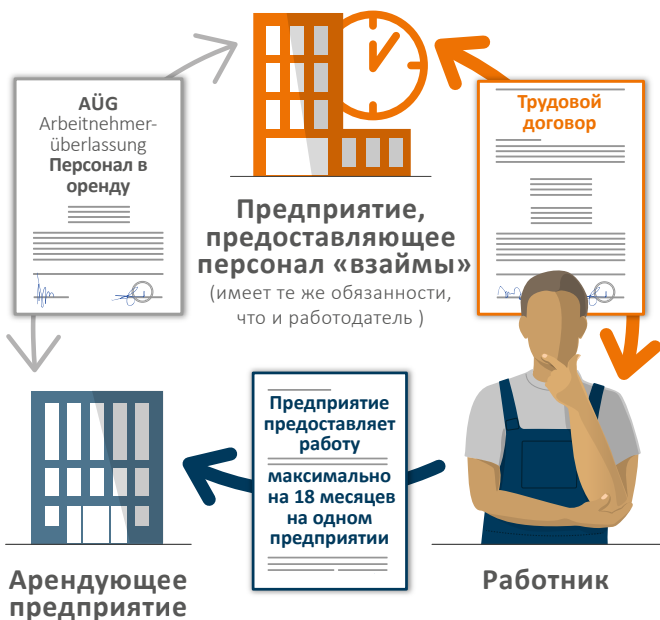 AÜG
Arbeitnehmer-
überlassung
Персонал в
оренду
Трудовой
договор
Предприятие,
предоставляющее
персонал «взаймы»
(имеет те же обязанности,
что и работодатель )
Предприятие
предоставляет
работу
максимально
на 18 месяцев
на одном
предприятии
Арендующее
предприятие
Работник